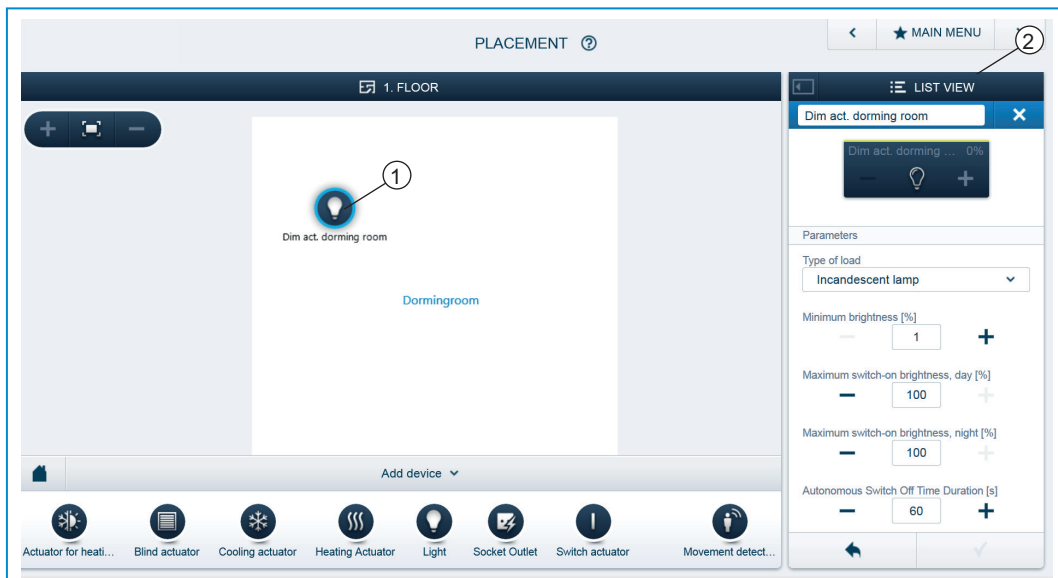 PLACEMENT ?
MAIN MENU
2
1. FLOOR
LIST VIEW
Dim act. dorming room
Dim act. dorming ... 0%
1
Dim act. dorming room
Dormingroom
Parameters
Type of load
Incandescent lamp
Minimum brightness [%]
1
Maximum switch-on brightness, day [%]
100
Maximum switch-on brightness, night [%]
100
Autonomous Switch Off Time Duration [s]
60
Add device
Actuator for heati...
Blind actuator
Cooling actuator
Heating Actuator
Light
Socket Outlet
Switch actuator
Movement detect...